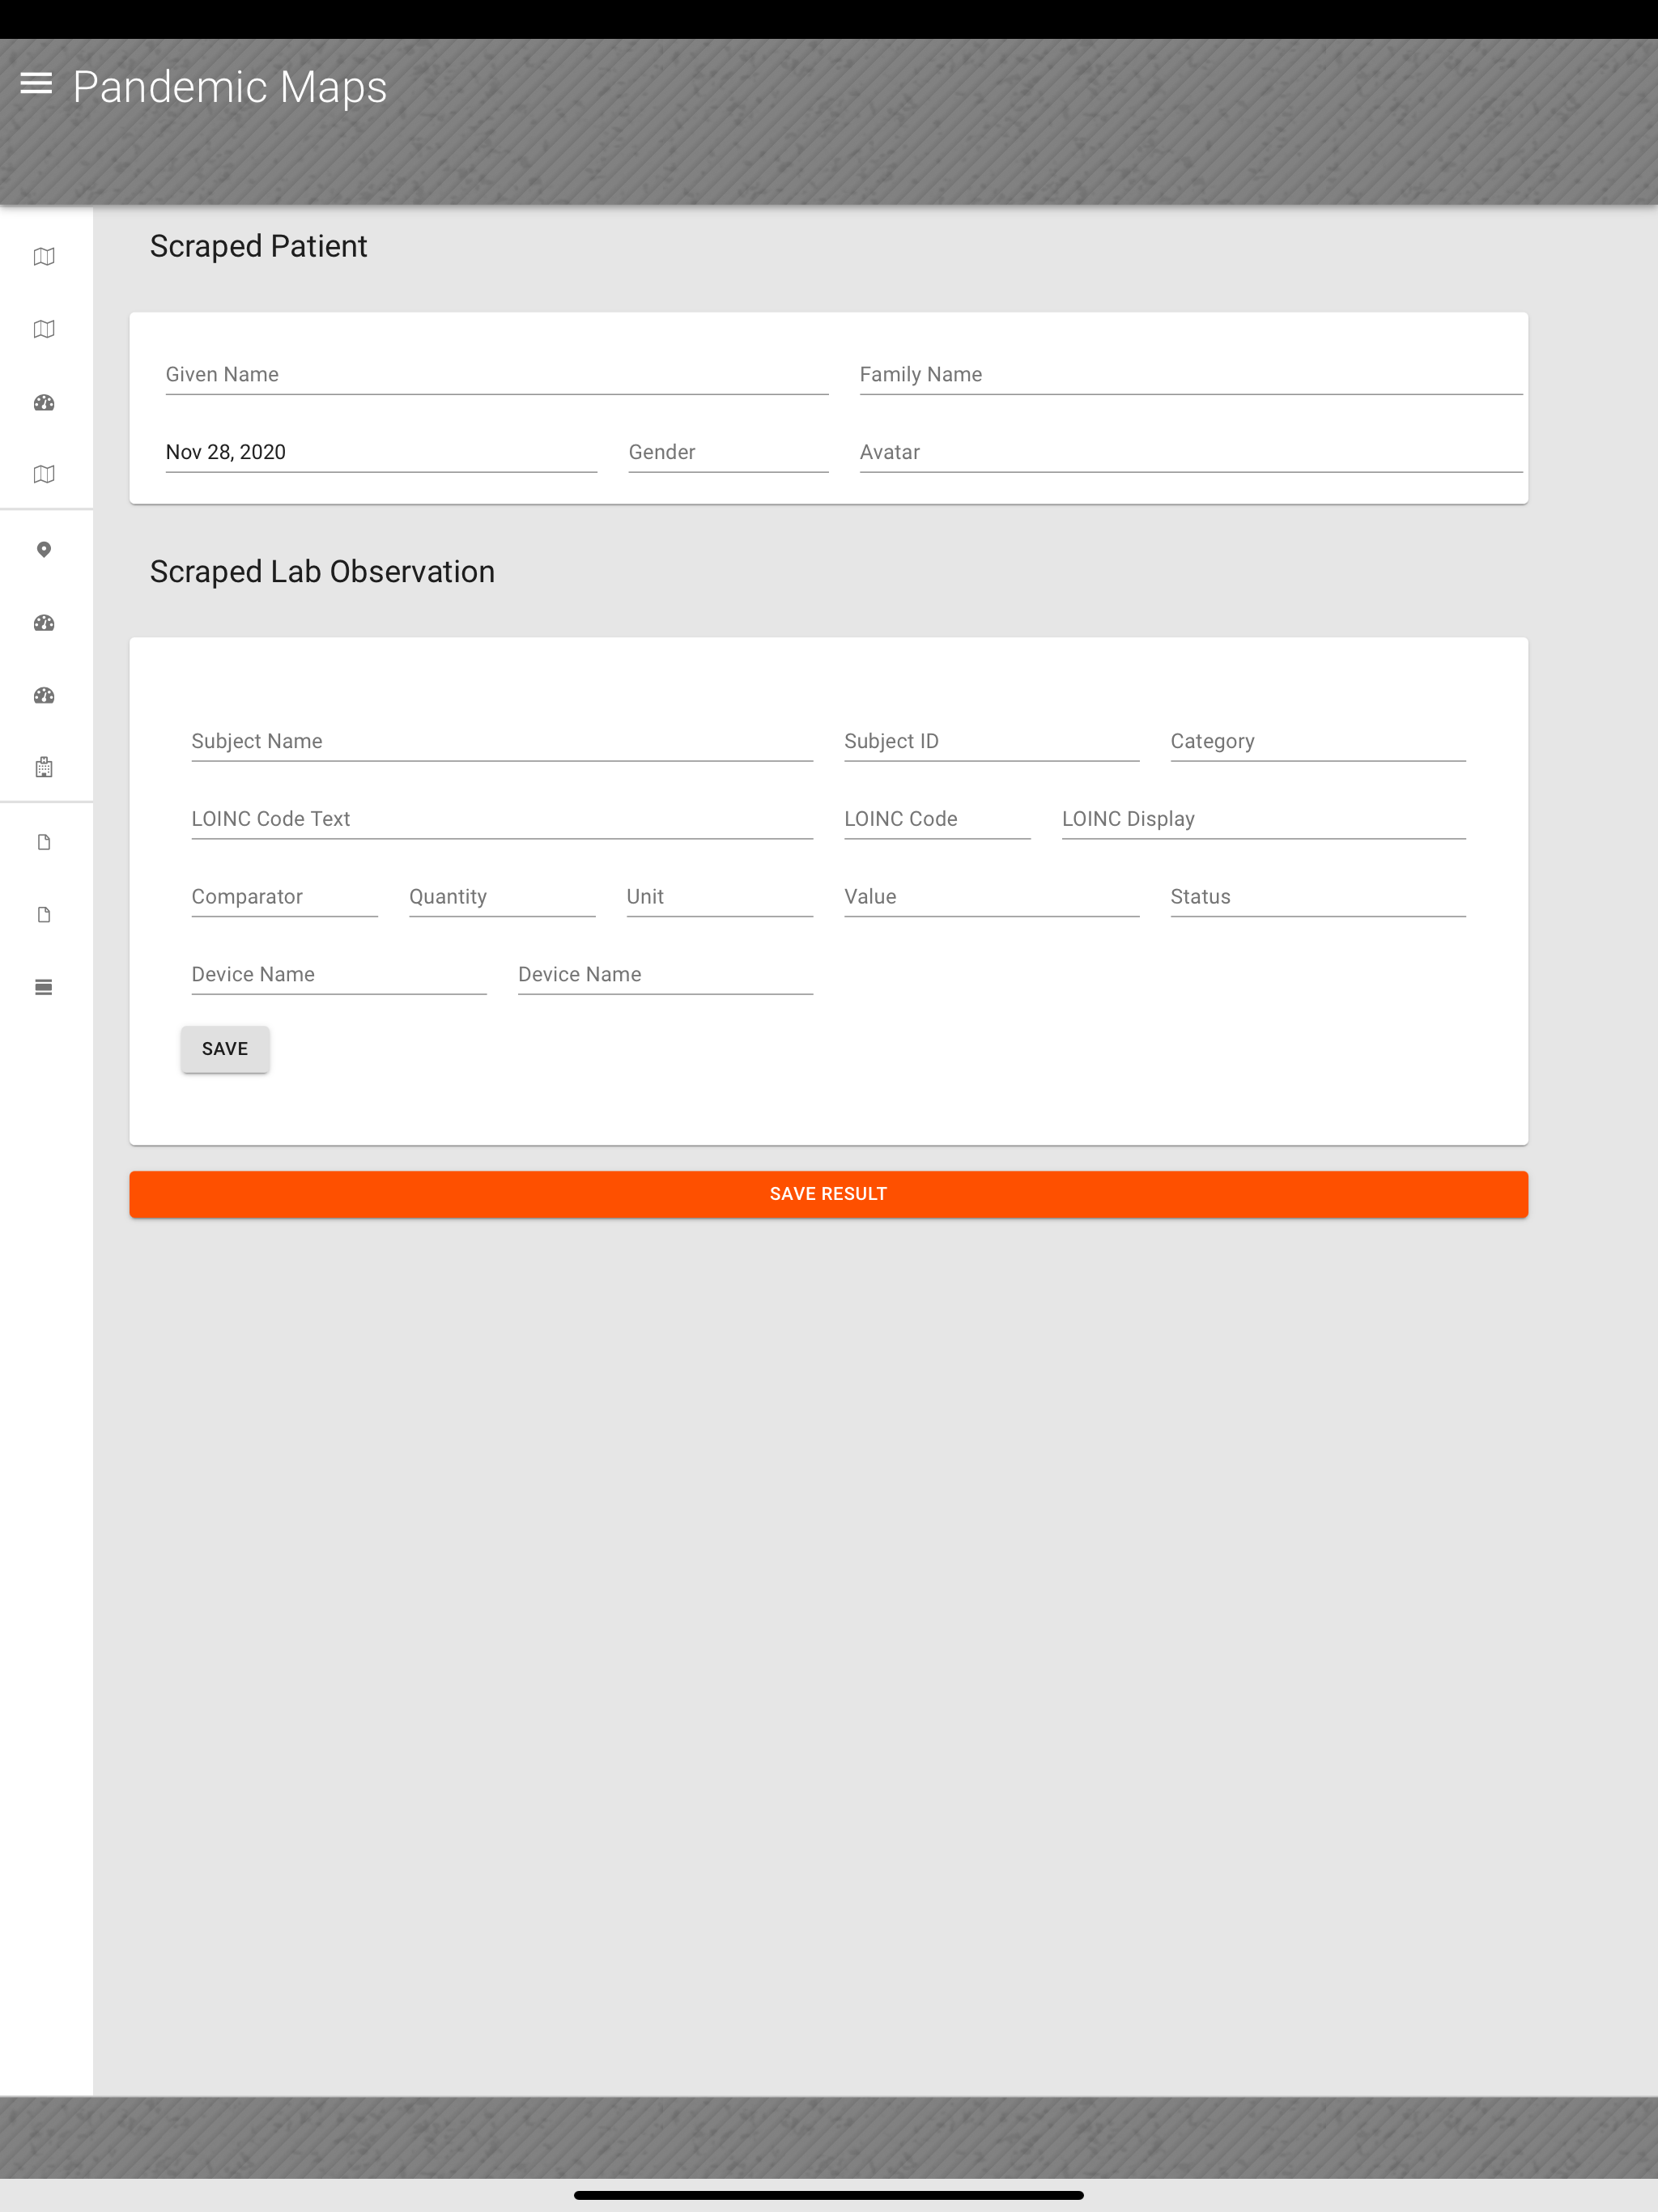 Pandemic Maps
Scraped Patient
Given Name Family Name
Nov 28, 2020 Gender Avatar
Scraped Lab Observation
Subject Name Subject ID Category
LOINC Code Text LOINC Code LOINC Display
Comparator Quantity Unit Value Status
Device Name Device Name
SAVE
SAVE RESULT